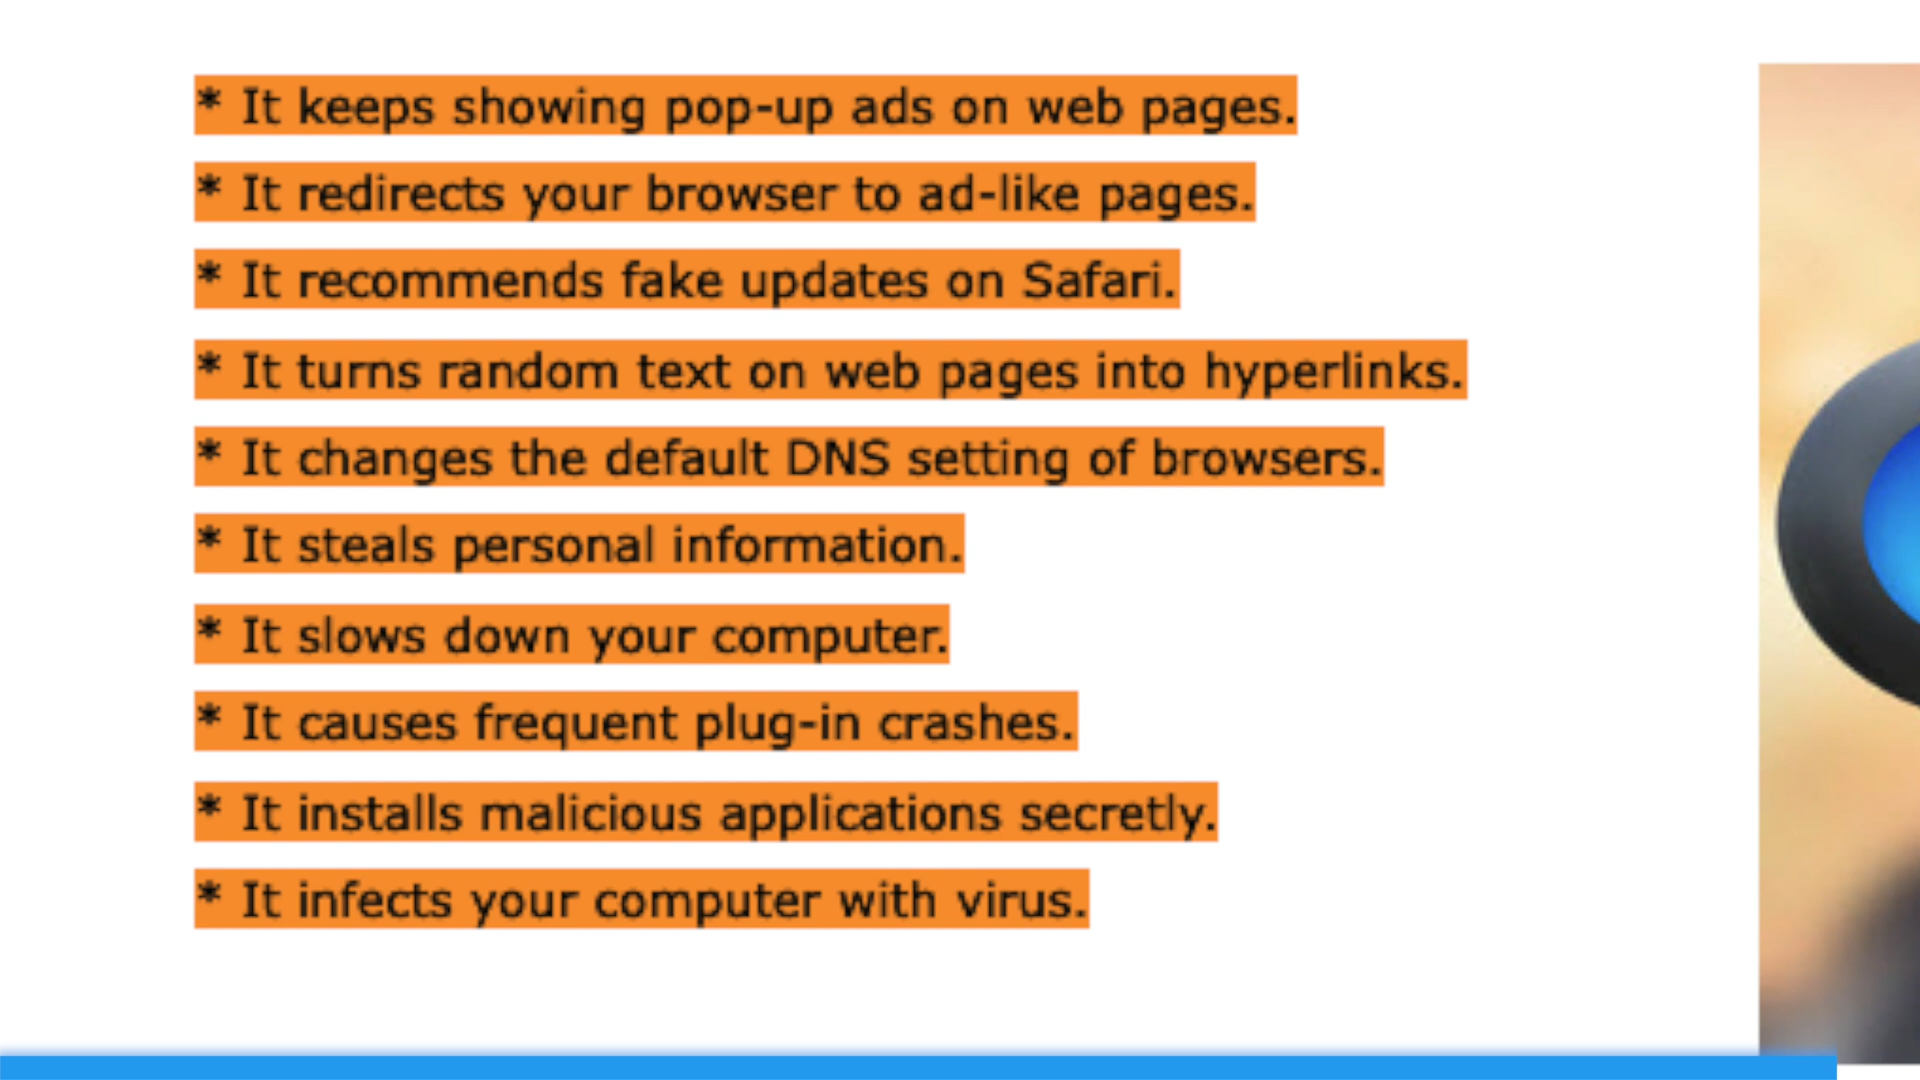 * It keeps showing pop-up ads on web pages.
* It redirects your browser to ad-like pages.
* It recommends fake updates on Safari.
* It turns random text on web pages into hyperlinks.
* It changes the default DNS setting of browsers.
* It steals personal information.
* It slows down your computer.
* It causes frequent plug-in crashes.
* It installs malicious applications secretly.
* It infects your computer with virus.